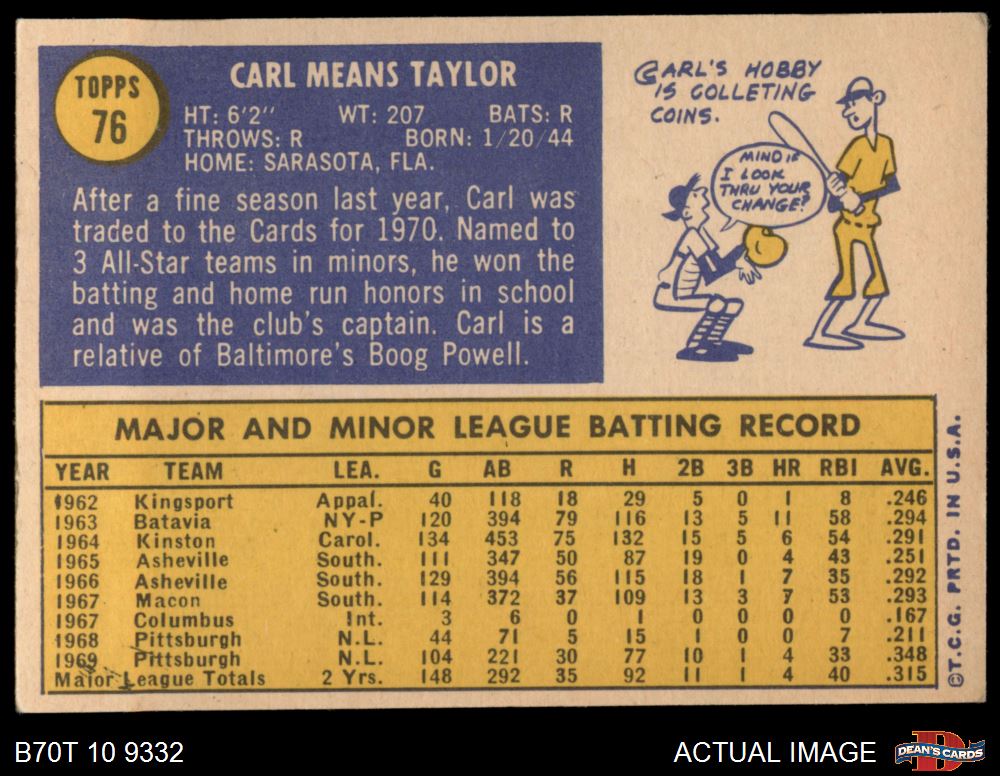 TOPPS
76
CARL MEANS TAYLOR
HT: 6'2" WT: 207 BATS: R
THROWS: R BORN: 1/20/44
HOME: SARASOTA, FLA.
After a fine season last year, Carl was
traded to the Cards for 1970. Named to
3 All-Star teams in minors, he won the
batting and home run honors in school
and was the club's captain. Carl is a
relative of Baltimore's Boog Powell.
CARL'S HOBBY
IS COLLETING
COINS.
MIND IF
I LOOK
THRU YOUR
CHANGE?
MAJOR AND MINOR LEAGUE BATTING RECORD
YEAR TEAM LEA. G AB R H 2B 3B HR RBI AVG.
1962 Kingsport Appal. 40 118 18 29 5 0 1 8 .246
1963 Batavia NY-P 120 394 79 116 13 5 11 58 .294
1964 Kinston Carol. 134 453 75 132 15 5 6 54 .291
1965 Asheville South. 111 347 50 87 19 0 4 43 .251
1966 Asheville South. 129 394 56 115 18 1 7 35 .292
1967 Macon South. 114 372 37 109 13 3 7 53 .293
1967 Columbus Int. 3 6 0 1 0 0 0 0 .167
1968 Pittsburgh N.L. 44 71 5 15 1 0 0 7 .211
1969 Pittsburgh N.L. 104 221 30 77 10 1 4 33 .348
Major League Totals 2 Yrs. 148 292 35 92 11 1 4 40 .315
©T.C.G. PRTD. IN U.S.A.
B70T 10 9332
ACTUAL IMAGE
DEAN'S CARDS